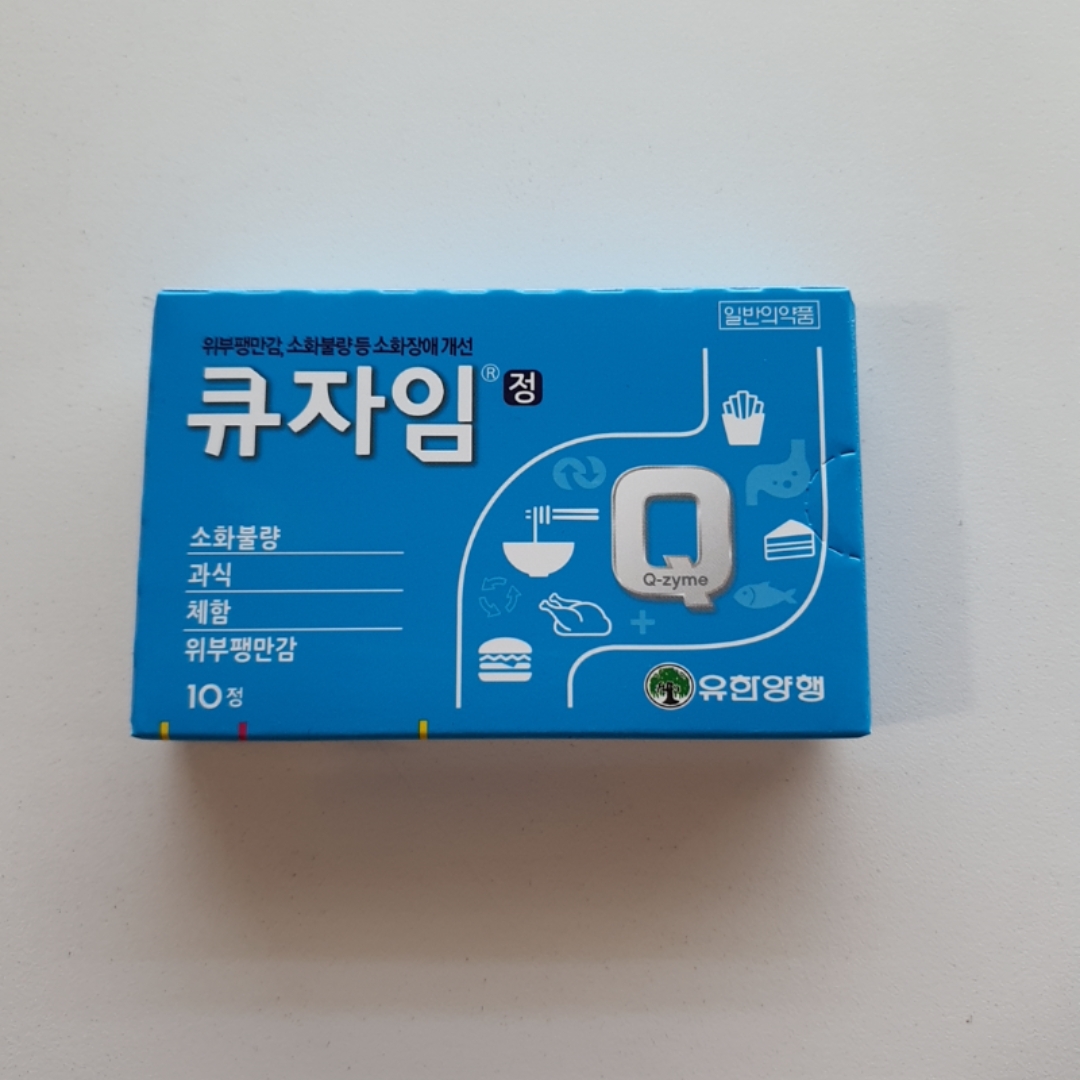 일반의약품
위부팽만감, 소화불량 등 소화장애 개선
큐자임® 정
소화불량
과식
체함
위부팽만감
10정
Q
Q-zyme
유한양행